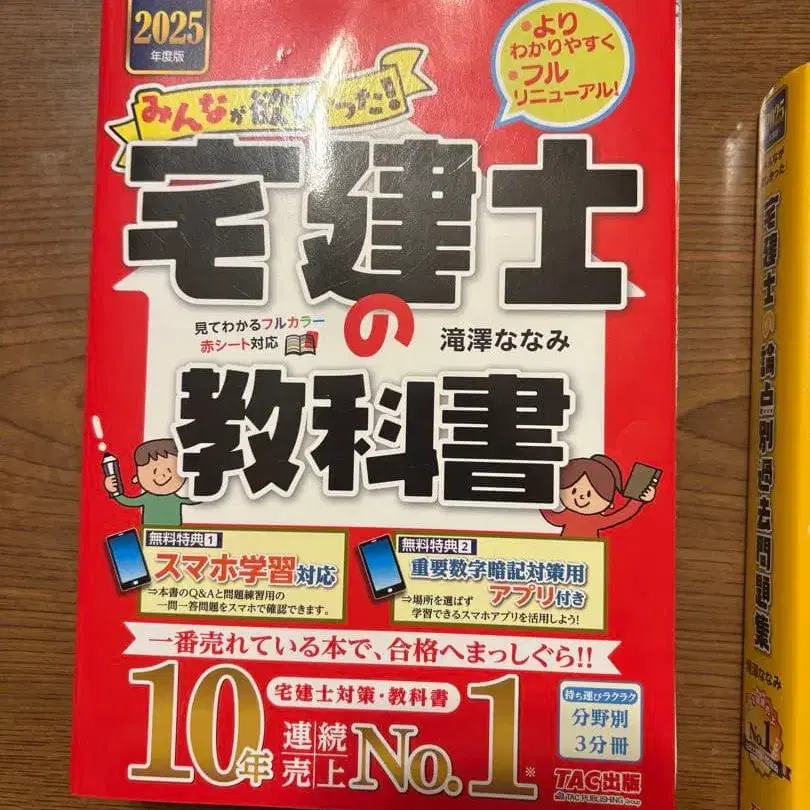 2025
年度版
・より
わかりやすく
・フル
リニューアル!
みんなが欲しかった!
宅建士
の
見てわかるフルカラー
赤シート対応
滝澤ななみ
教科書
無料特典1
スマホ学習対応
⇒本書のQ&Aと問題練習用の
一問一答問題をスマホで確認できます。
無料特典2
重要数字暗記対策用
アプリ付き
⇒場所を選ばず
学習できるスマホアプリを活用しよう!
一番売れている本で、合格へまっしぐら!!
宅建士対策・教科書
10年
連続
売上
No.1※
持ち運びラクラク
分野別
3分冊
TAC出版
TAC PUBLISHING Group
2025
宅建士の論点別過去問題集
滝澤ななみ
No.1